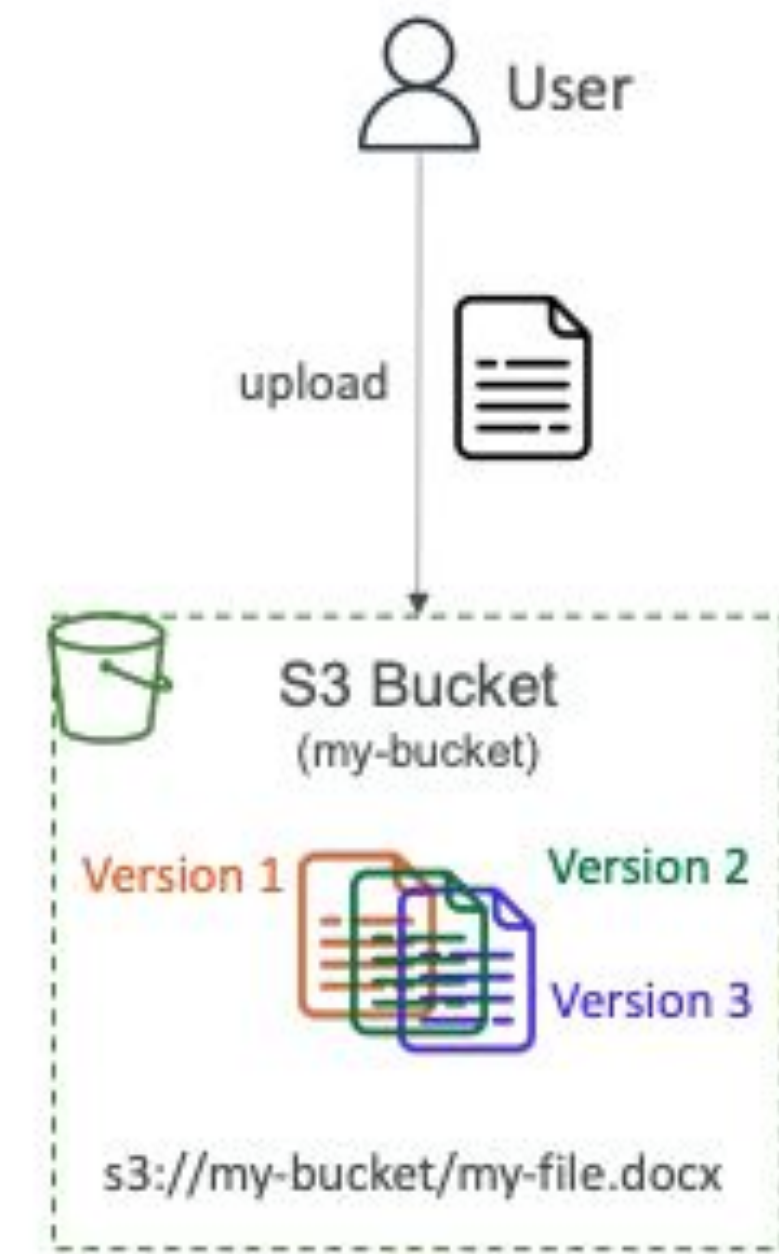 User
upload
S3 Bucket
(my-bucket)
Version 1
Version 2
Version 3
s3://my-bucket/my-file.docx